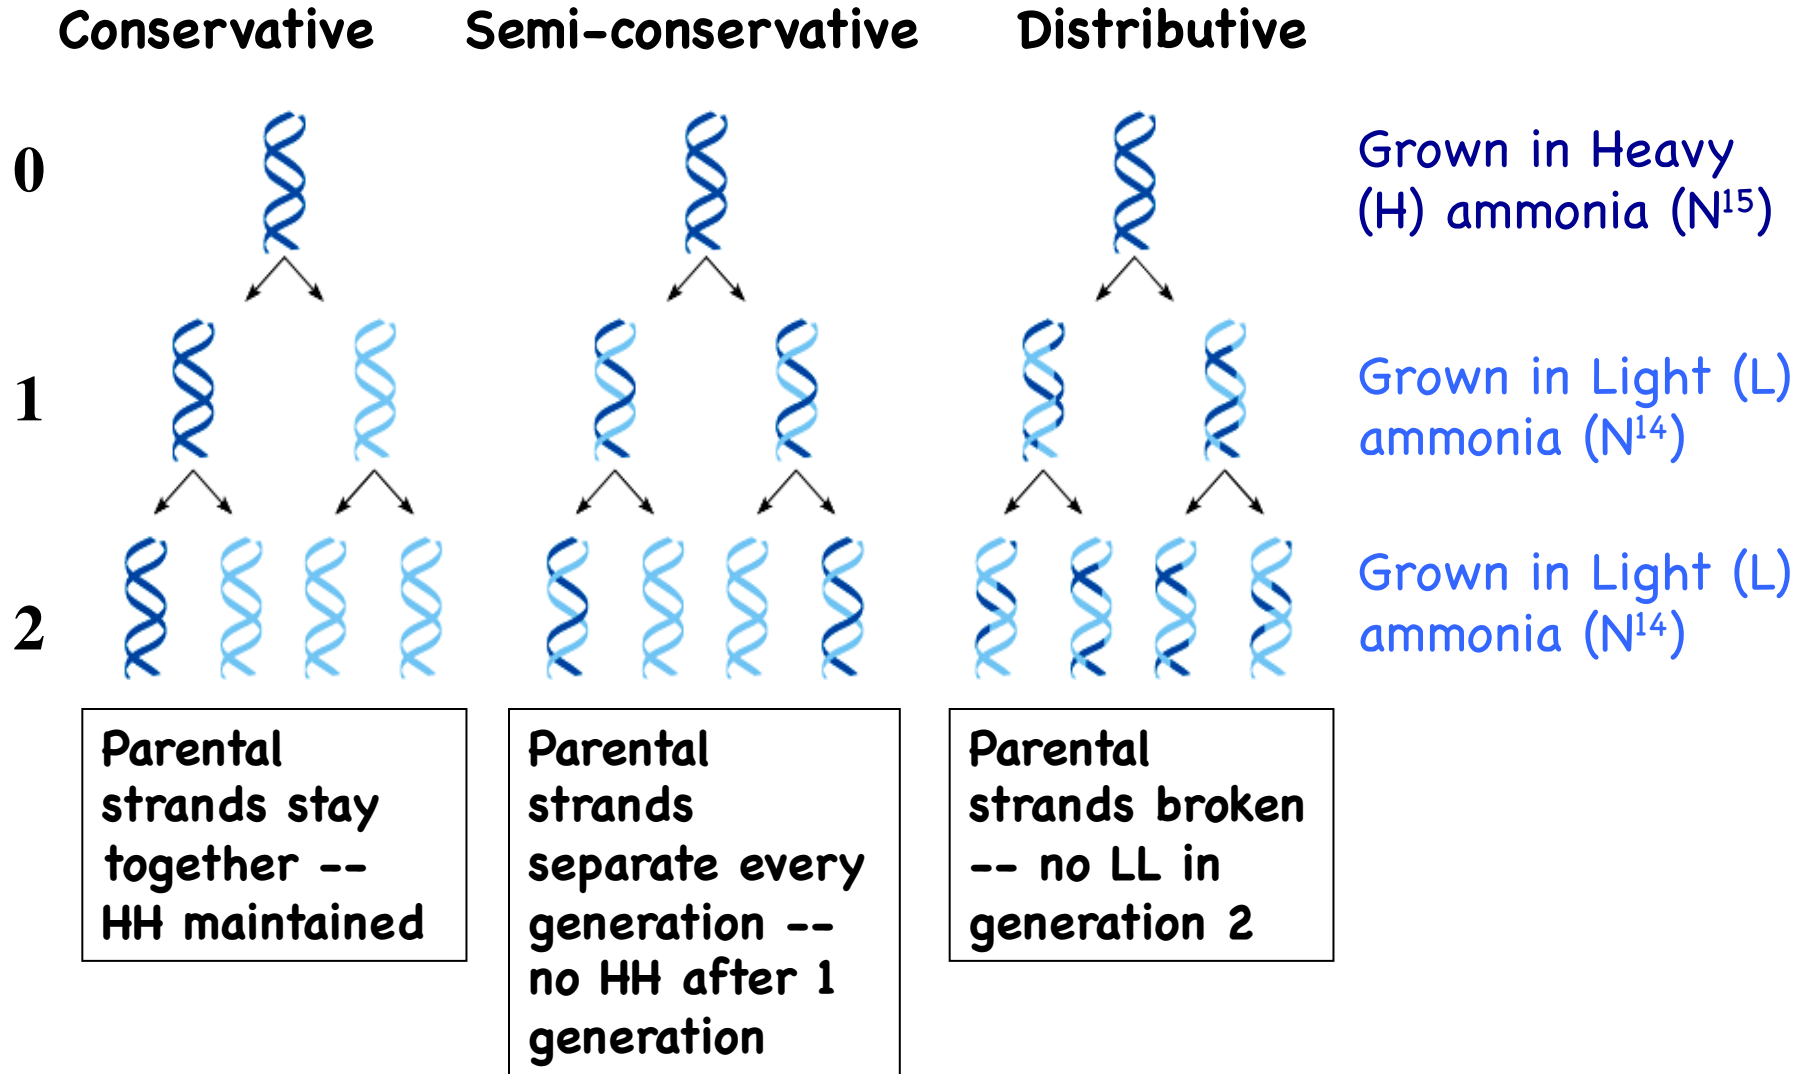 Conservative Semi-conservative Distributive
0
Grown in Heavy
(H) ammonia (N¹⁵)
1
Grown in Light (L)
ammonia (N¹⁴)
2
Grown in Light (L)
ammonia (N¹⁴)
Parental
strands stay
together --
HH maintained
Parental
strands
separate every
generation --
no HH after 1
generation
Parental
strands broken
-- no LL in
generation 2